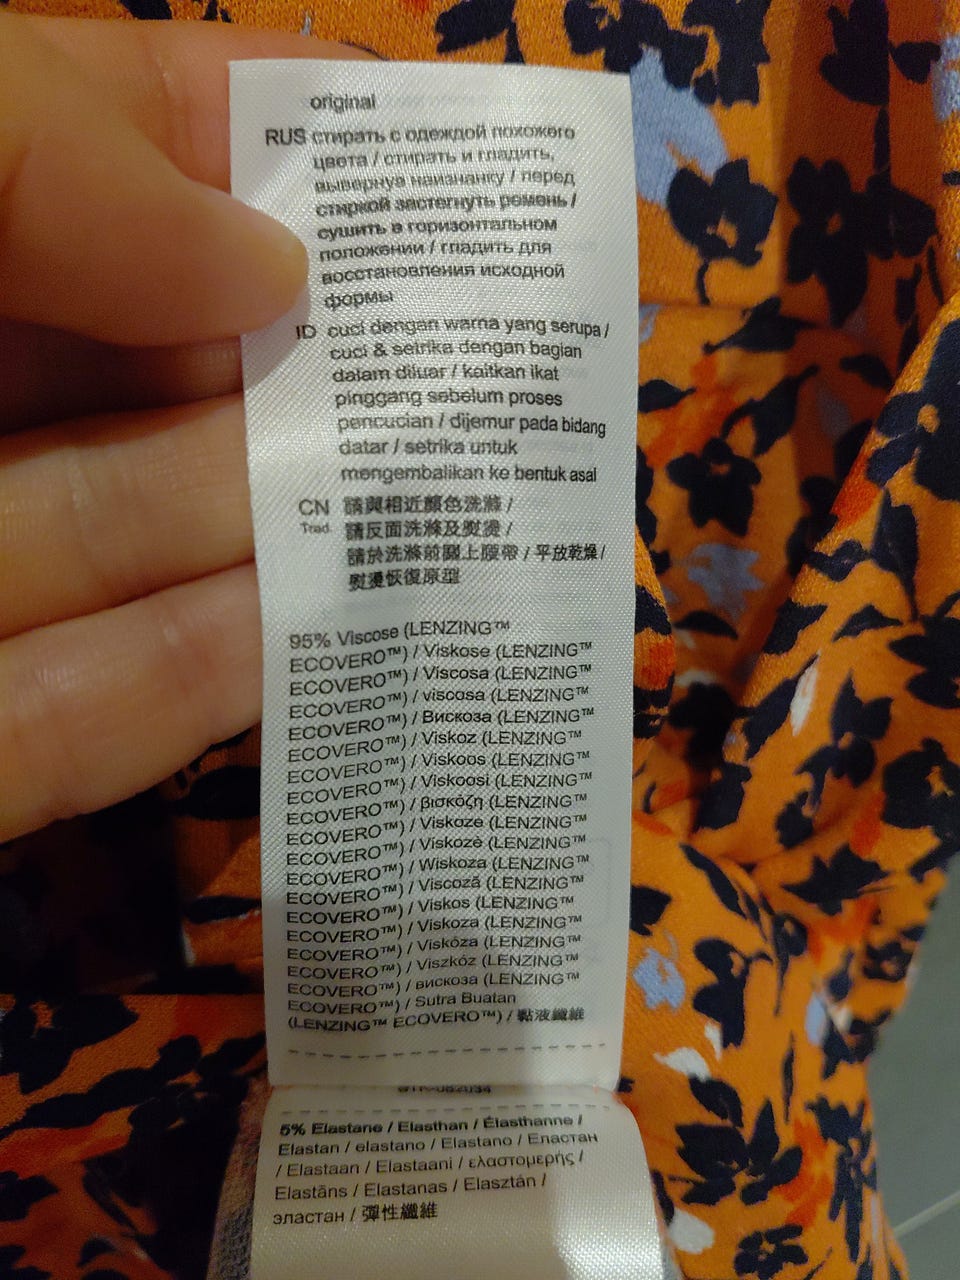 original
RUS стирать с одеждой похожего
цвета / стирать и гладить,
вывернув наизнанку / перед
стиркой застегнуть ремень /
сушить в горизонтальном
положении / гладить для
восстановления исходной
формы
ID cuci dengan warna yang serupa /
cuci & setrika dengan bagian
dalam diluar / kaitkan ikat
pinggang sebelum proses
pencucian / dijemur pada bidang
datar / setrika untuk
mengembalikan ke bentuk asal
CN 請與相近顏色洗滌 /
Trad. 請反面洗滌及熨燙 /
請於洗滌前關上腰帶 / 平放乾燥 /
熨燙恢復原型
95% Viscose (LENZING™
ECOVERO™) / Viskose (LENZING™
ECOVERO™) / Viscosa (LENZING™
ECOVERO™) / viscosa (LENZING™
ECOVERO™) / Вискоза (LENZING™
ECOVERO™) / Viskoz (LENZING™
ECOVERO™) / Viskoos (LENZING™
ECOVERO™) / Viskoosi (LENZING™
ECOVERO™) / βισκόζη (LENZING™
ECOVERO™) / Viskoze (LENZING™
ECOVERO™) / Viskozė (LENZING™
ECOVERO™) / Wiskoza (LENZING™
ECOVERO™) / Viscoză (LENZING™
ECOVERO™) / Viskos (LENZING™
ECOVERO™) / Viskoza (LENZING™
ECOVERO™) / Viskóza (LENZING™
ECOVERO™) / Viszkóz (LENZING™
ECOVERO™) / вискоза (LENZING™
ECOVERO™) / Sutra Buatan
(LENZING™ ECOVERO™) / 黏液纖維
5% Elastane / Elasthan / Élasthanne /
Elastan / elastano / Elastano / Еластан
/ Elastaan / Elastaani / ελαστομερής /
Elastāns / Elastanas / Elasztán /
эластан / 彈性纖維